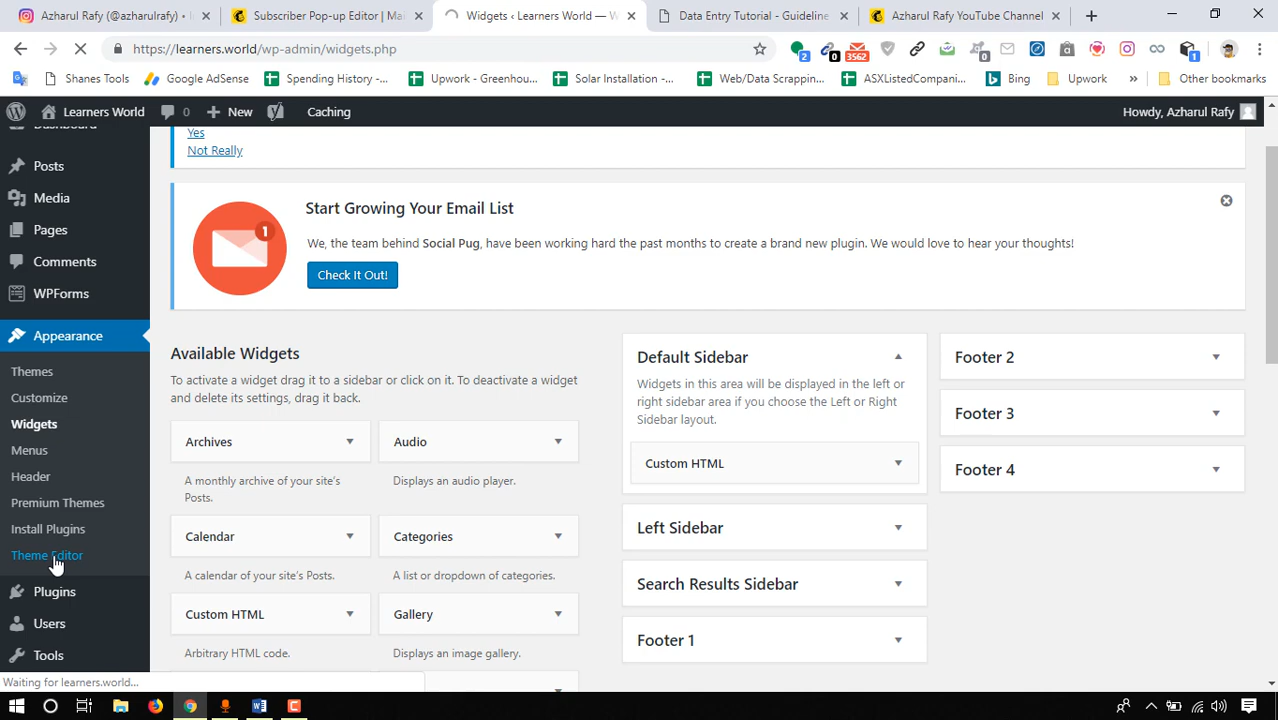 Azharul Rafy (@azharulrafy)
Subscriber Pop-up Editor | Mai
Widgets ‹ Learners World — W
Data Entry Tutorial - Guideline
Azharul Rafy YouTube Channel
https://learners.world/wp-admin/widgets.php
2
0
3562
0
1
Shanes Tools
Google AdSense
Spending History -...
Upwork - Greenhou...
Solar Installation -...
Web/Data Scrappin...
ASXListedCompani...
Bing
Upwork
»
Other bookmarks
Learners World
0
New
Caching
Howdy, Azharul Rafy
Dashboard
Posts
Media
Pages
Comments
WPForms
Appearance
Themes
Customize
Widgets
Menus
Header
Premium Themes
Install Plugins
Theme Editor
Plugins
Users
Tools
Yes
Not Really
1
Start Growing Your Email List
We, the team behind Social Pug, have been working hard the past months to create a brand new plugin. We would love to hear your thoughts!
Check It Out!
Available Widgets
To activate a widget drag it to a sidebar or click on it. To deactivate a widget
and delete its settings, drag it back.
Archives
A monthly archive of your site's
Posts.
Audio
Displays an audio player.
Calendar
A calendar of your site's Posts.
Categories
A list or dropdown of categories.
Custom HTML
Arbitrary HTML code.
Gallery
Displays an image gallery.
Default Sidebar
Widgets in this area will be displayed in the left or
right sidebar area if you choose the Left or Right
Sidebar layout.
Custom HTML
Left Sidebar
Search Results Sidebar
Footer 1
Footer 2
Footer 3
Footer 4
Waiting for learners.world...